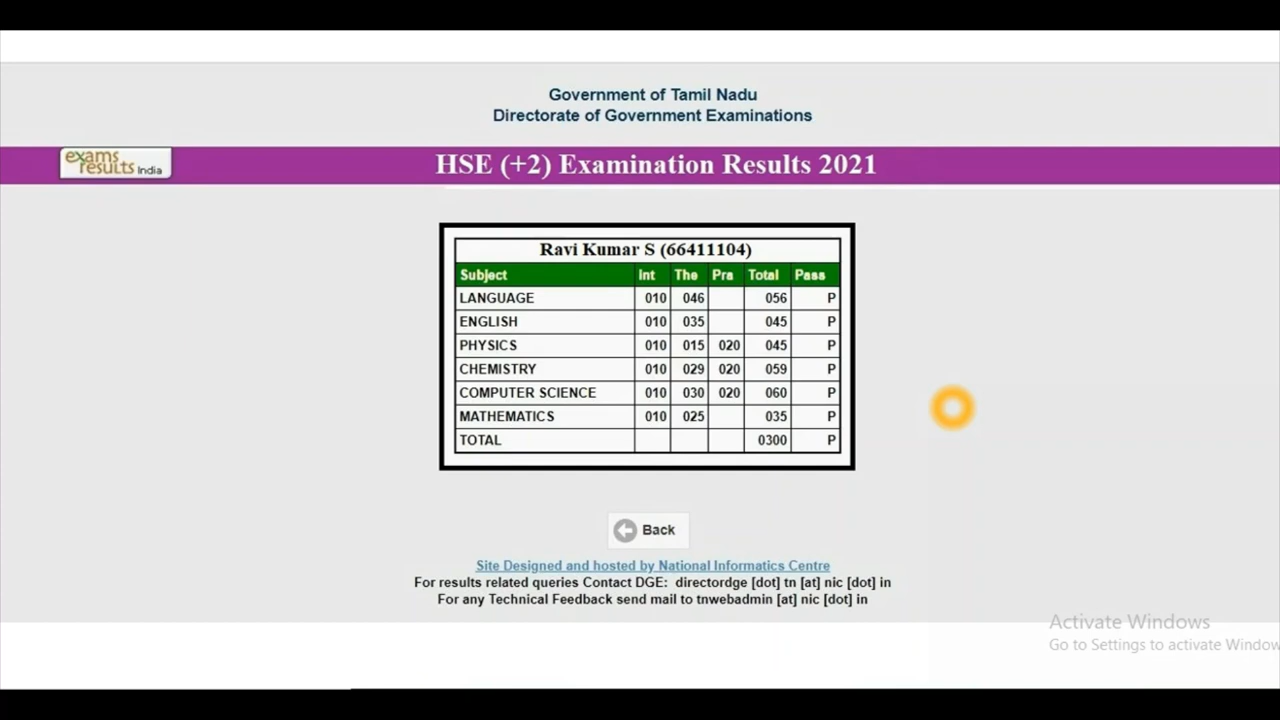 Government of Tamil Nadu
Directorate of Government Examinations
exams results India
HSE (+2) Examination Results 2021
Ravi Kumar S (66411104)
Subject Int The Pra Total Pass
LANGUAGE 010 046 056 P
ENGLISH 010 035 045 P
PHYSICS 010 015 020 045 P
CHEMISTRY 010 029 020 059 P
COMPUTER SCIENCE 010 030 020 060 P
MATHEMATICS 010 025 035 P
TOTAL 0300 P
Back
Site Designed and hosted by National Informatics Centre
For results related queries Contact DGE: directordge [dot] tn [at] nic [dot] in
For any Technical Feedback send mail to tnwebadmin [at] nic [dot] in
Activate Windows
Go to Settings to activate Window